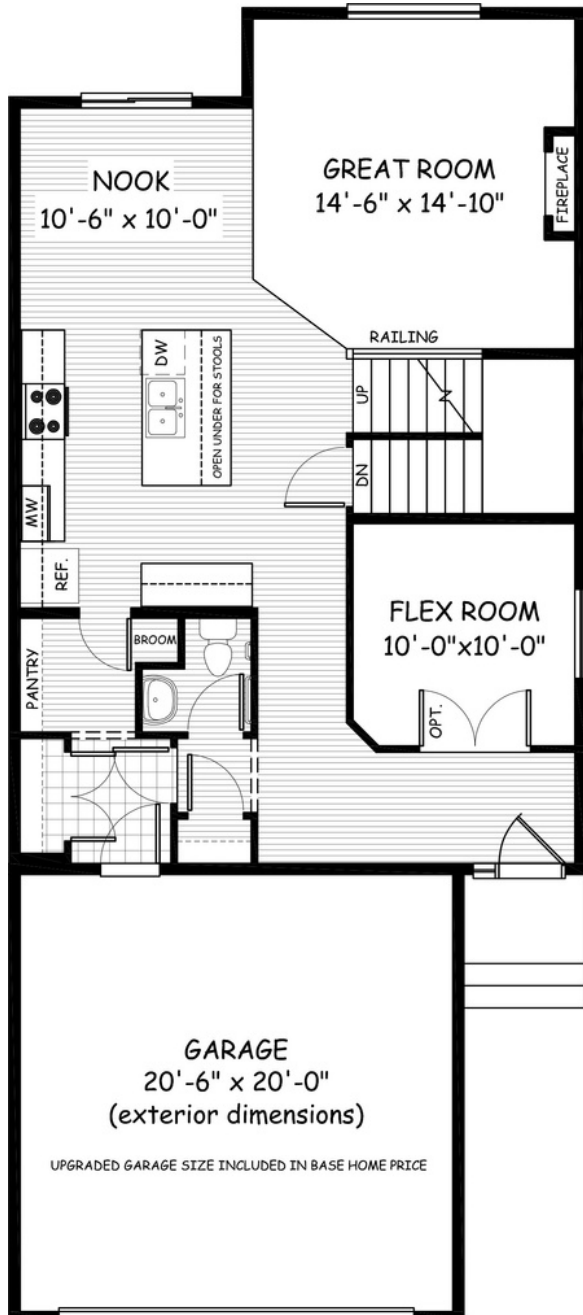 NOOK
10'-6" x 10'-0"
GREAT ROOM
14'-6" x 14'-10"
FIREPLACE
RAILING
DW
OPEN UNDER FOR STOOLS
UP
DN
MW
REF.
FLEX ROOM
10'-0"x10'-0"
OPT.
BROOM
PANTRY
GARAGE
20'-6" x 20'-0"
(exterior dimensions)
UPGRADED GARAGE SIZE INCLUDED IN BASE HOME PRICE